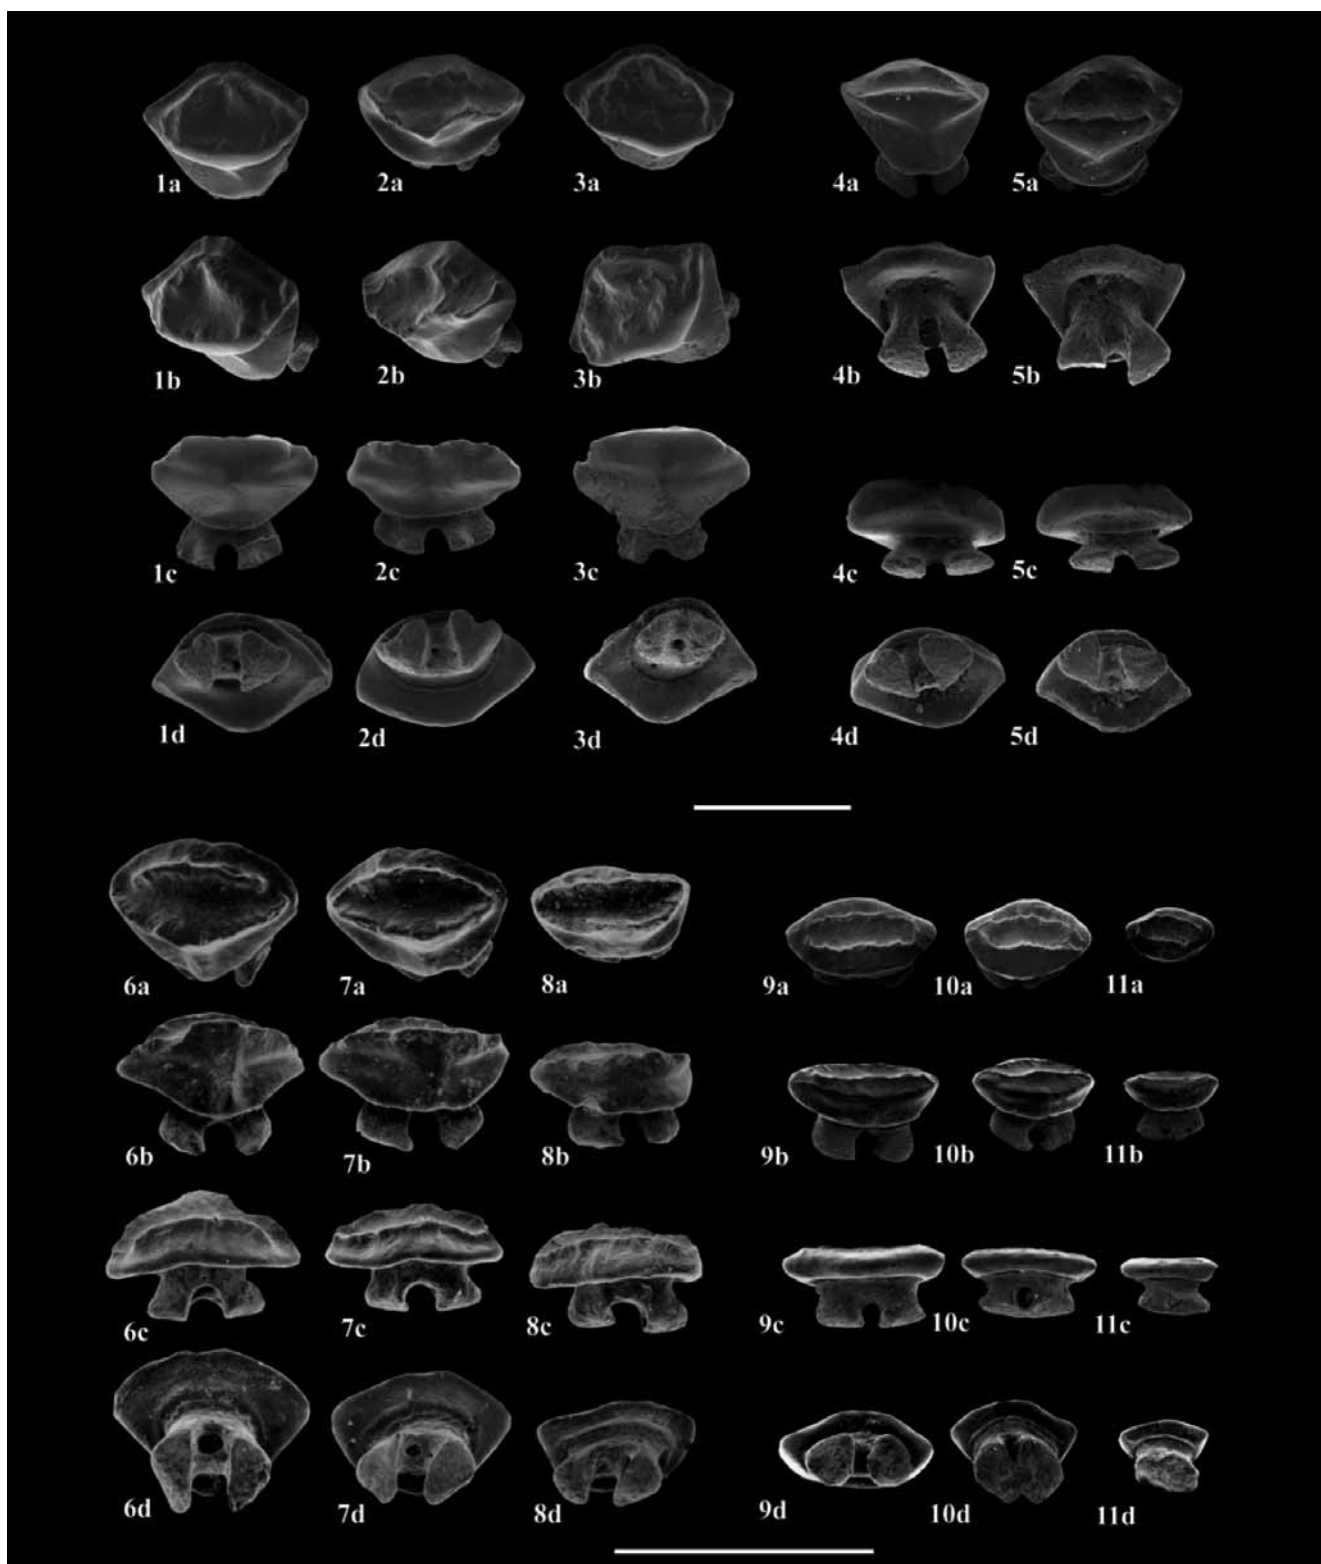 1a 2a 3a 4a 5a
1b 2b 3b 4b 5b
1c 2c 3c 4c 5c
1d 2d 3d 4d 5d
6a 7a 8a 9a 10a 11a
6b 7b 8b 9b 10b 11b
6c 7c 8c 9c 10c 11c
6d 7d 8d 9d 10d 11d